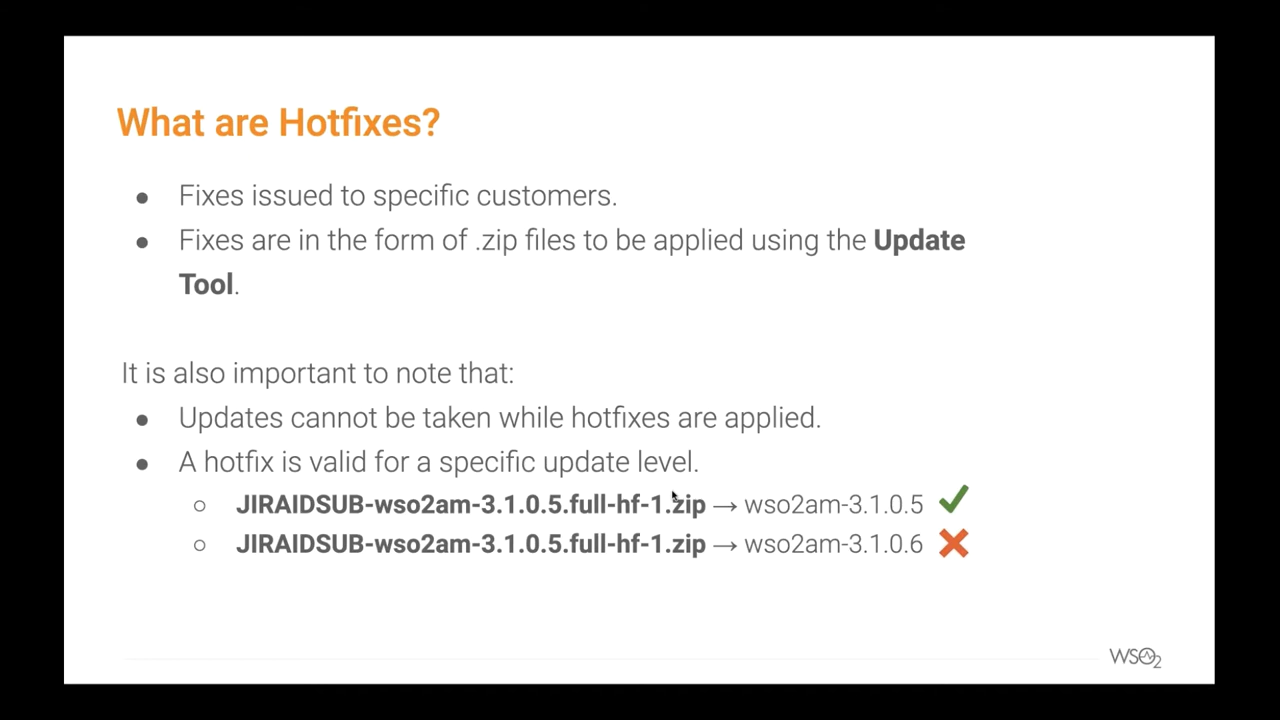 What are Hotfixes?
● Fixes issued to specific customers.
● Fixes are in the form of .zip files to be applied using the Update
Tool.
It is also important to note that:
● Updates cannot be taken while hotfixes are applied.
● A hotfix is valid for a specific update level.
○ JIRAIDSUB-wso2am-3.1.0.5.full-hf-1.zip → wso2am-3.1.0.5 ✔
○ JIRAIDSUB-wso2am-3.1.0.5.full-hf-1.zip → wso2am-3.1.0.6 ✖
WSO2